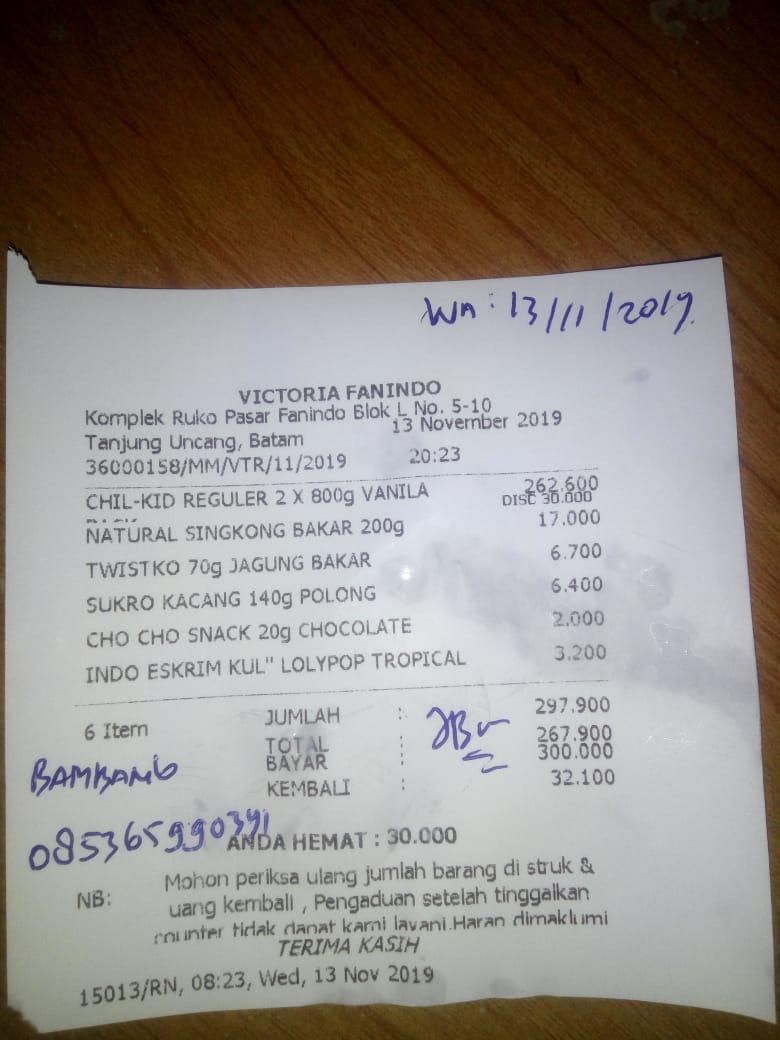 WA : 13/11/2019
VICTORIA FANINDO
Komplek Ruko Pasar Fanindo Blok L No. 5-10
13 November 2019
Tanjung Uncang, Batam
36000158/MM/VTR/11/2019 20:23
CHIL-KID REGULER 2 X 800g VANILA 262.600
DISC 30.000
NATURAL SINGKONG BAKAR 200g 17.000
TWISTKO 70g JAGUNG BAKAR 6.700
SUKRO KACANG 140g POLONG 6.400
CHO CHO SNACK 20g CHOCOLATE 2.000
INDO ESKRIM KUL" LOLYPOP TROPICAL 3.200
6 Item JUMLAH : 297.900
TOTAL : 267.900
BAYAR : 300.000
KEMBALI : 32.100
BAMBANG
085365990391
ANDA HEMAT : 30.000
NB: Mohon periksa ulang jumlah barang di struk &
uang kembali , Pengaduan setelah tinggalkan
counter tidak dapat kami layani.Harap dimaklumi
TERIMA KASIH
15013/RN, 08:23, Wed, 13 Nov 2019